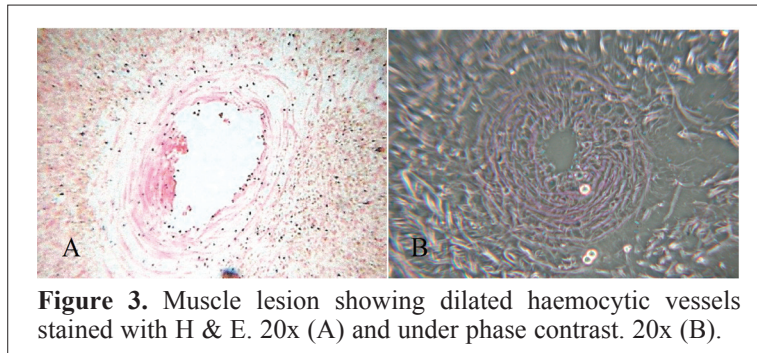 A
B
Figure 3. Muscle lesion showing dilated haemocytic vessels
stained with H & E. 20x (A) and under phase contrast. 20x (B).